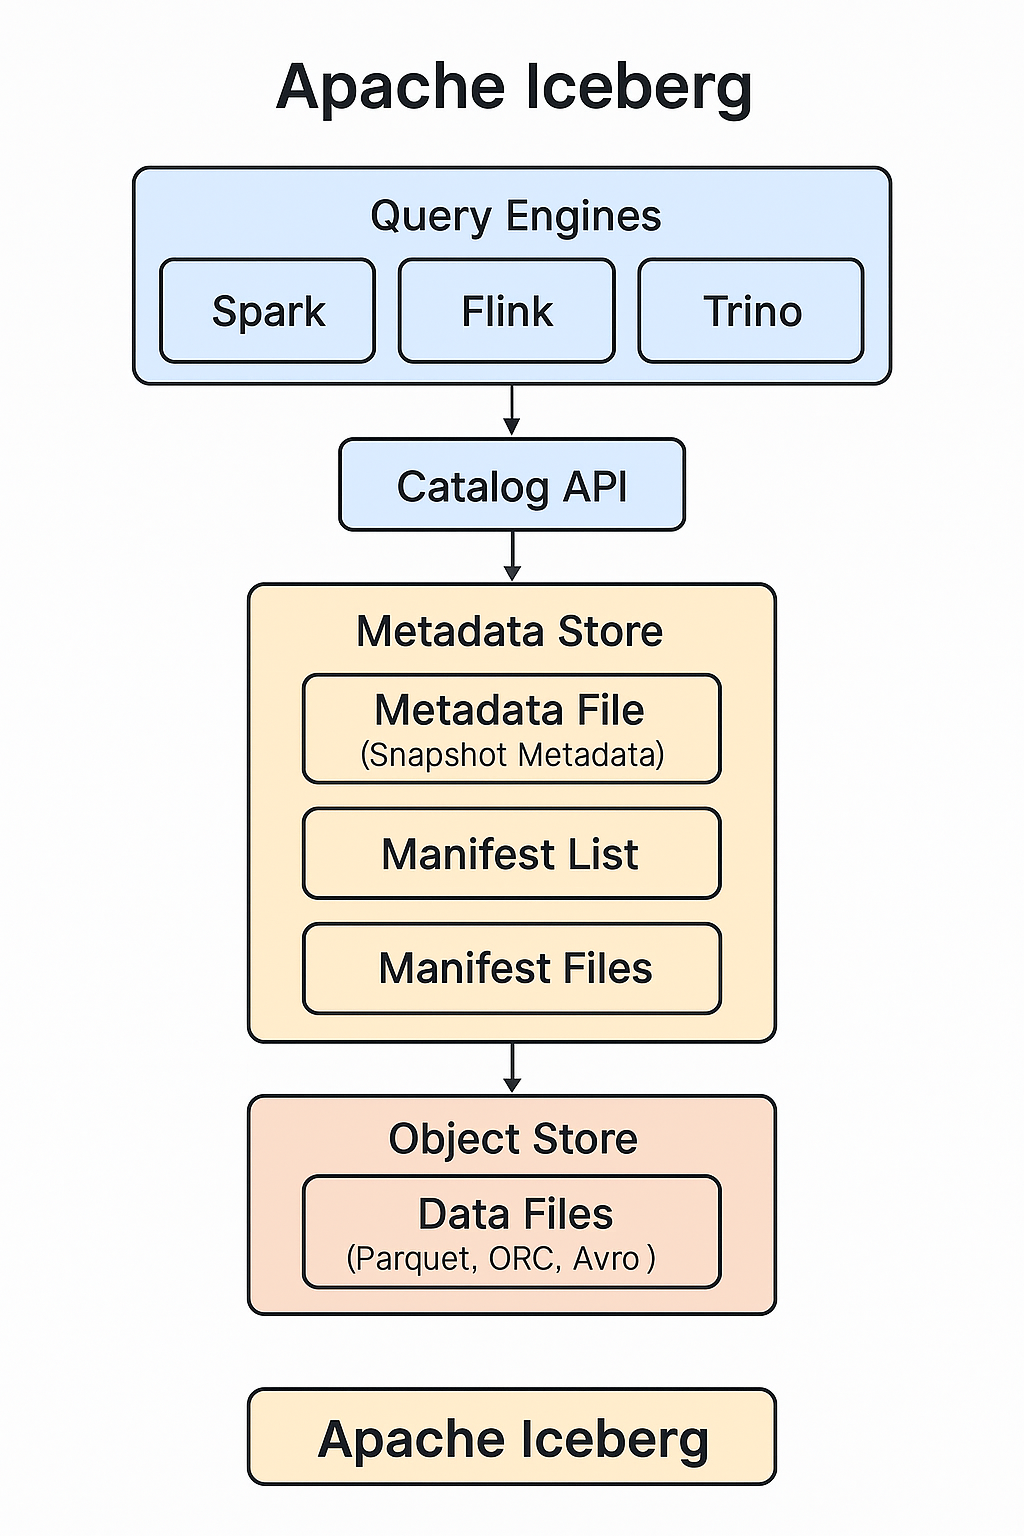 Apache Iceberg
Query Engines
Spark
Flink
Trino
Catalog API
Metadata Store
Metadata File
(Snapshot Metadata)
Manifest List
Manifest Files
Object Store
Data Files
(Parquet, ORC, Avro )
Apache Iceberg